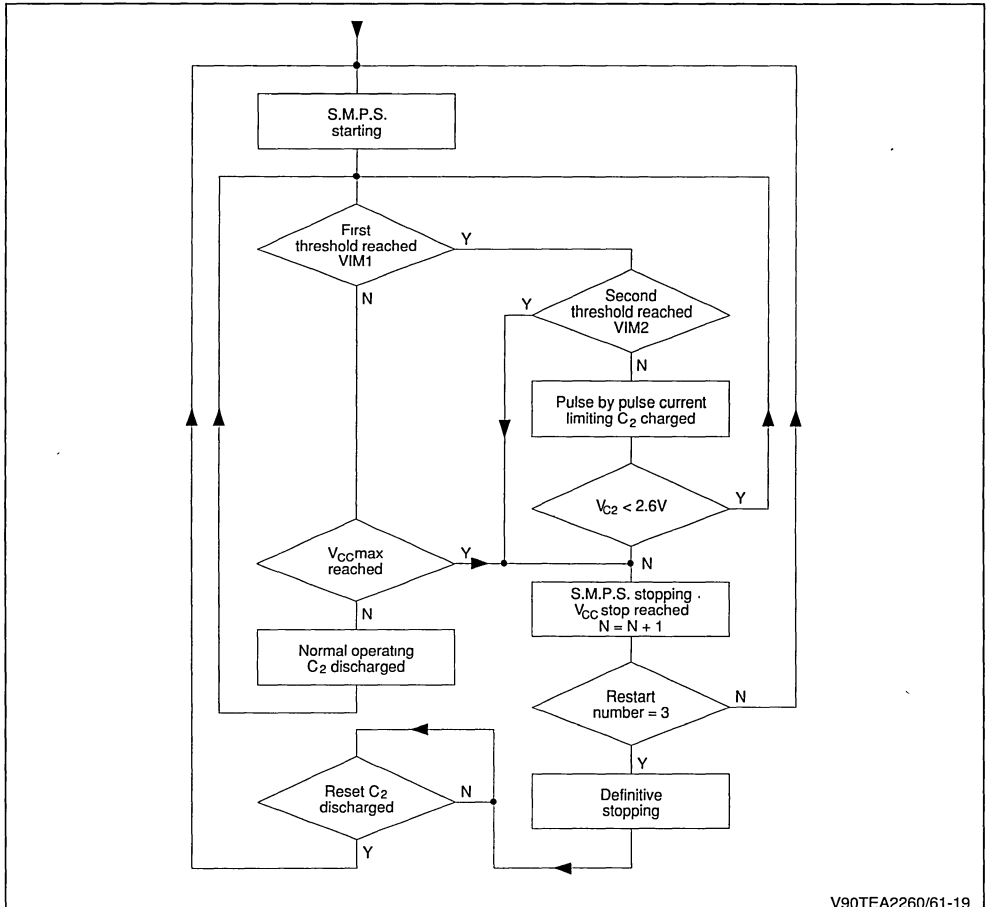 S.M.P.S.
starting
First
threshold reached
VIM1
Y
N
Second
threshold reached
VIM2
Y
N
Pulse by pulse current
limiting C2 charged
VC2 < 2.6V
Y
N
VCC max
reached
Y
N
S.M.P.S. stopping
VCC stop reached
N = N + 1
Normal operating
C2 discharged
Restart
number = 3
N
Y
Reset C2
discharged
N
Y
Definitive
stopping
V90TEA2260/61-19